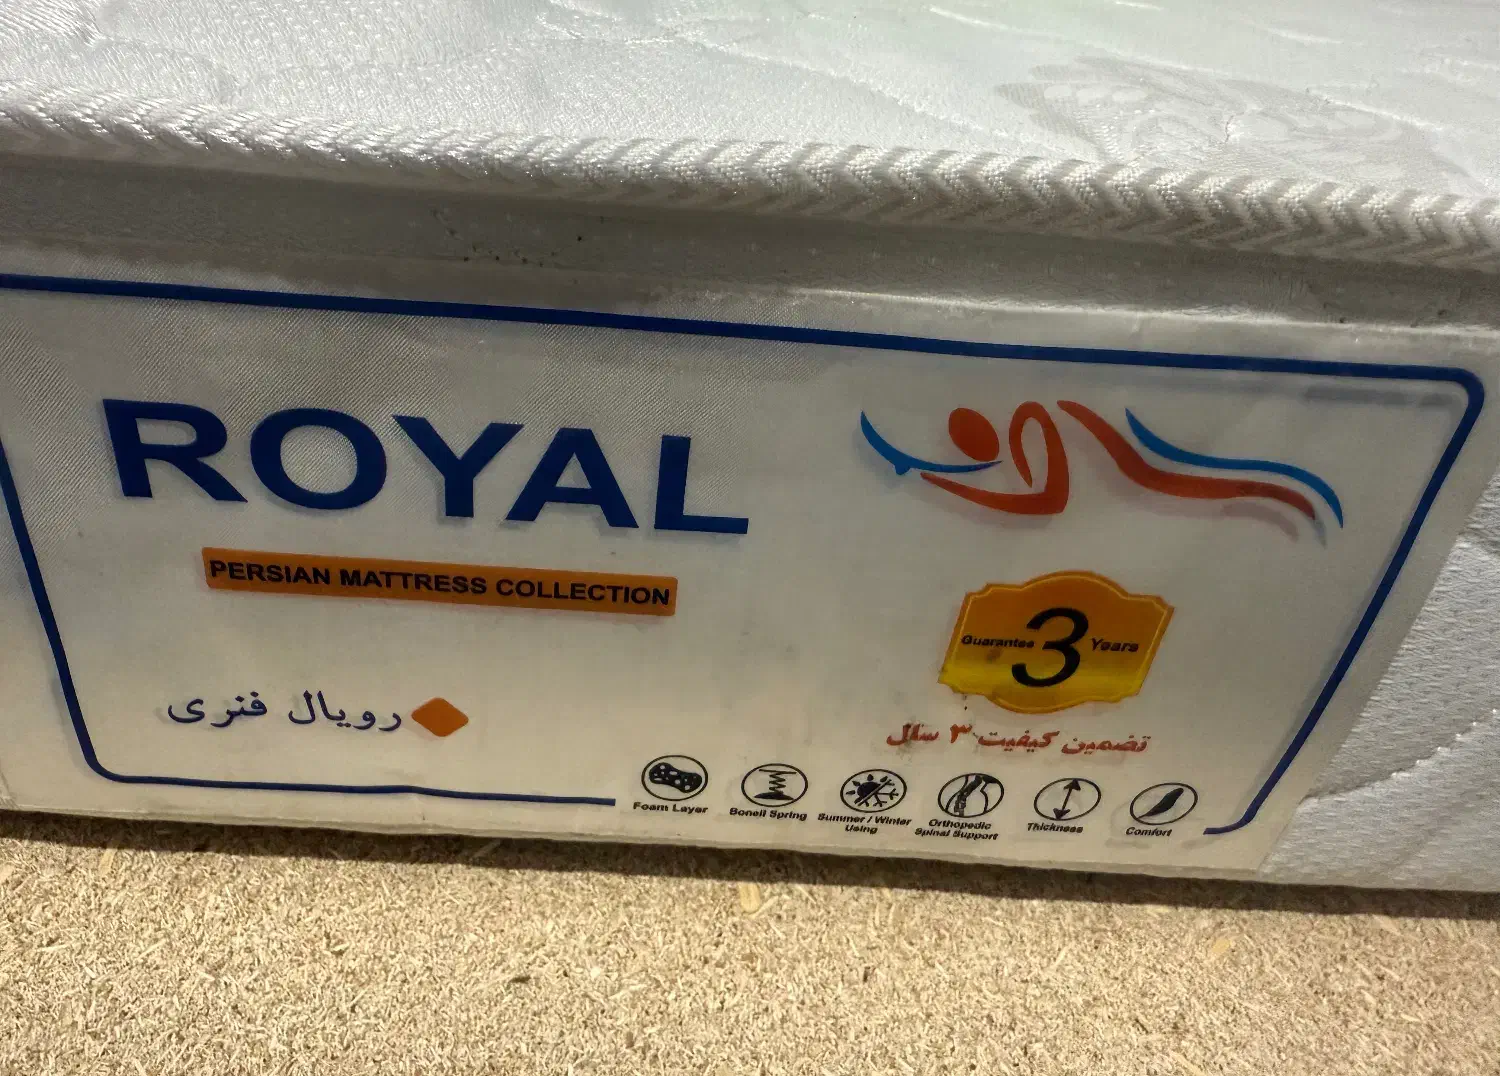 ROYAL
PERSIAN MATTRESS COLLECTION
رویال فنری
Guarantee 3 Years
تضمین کیفیت ۳ سال
Foam Layer
Bonell Spring
Summer / Winter
Using
Orthopedic
Spinal Support
Thickness
Comfort